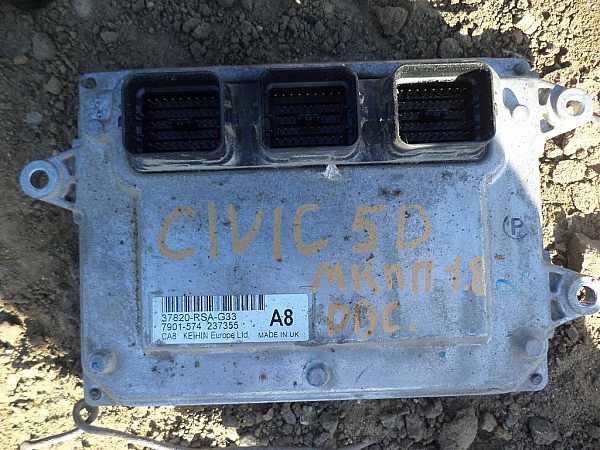 CIVIC 5D
МКПП 1.8
ДВС.
37820-RSA-G33
7901-574 237355
A8
CA8 KEIHIN Europe Ltd. MADE IN UK
P